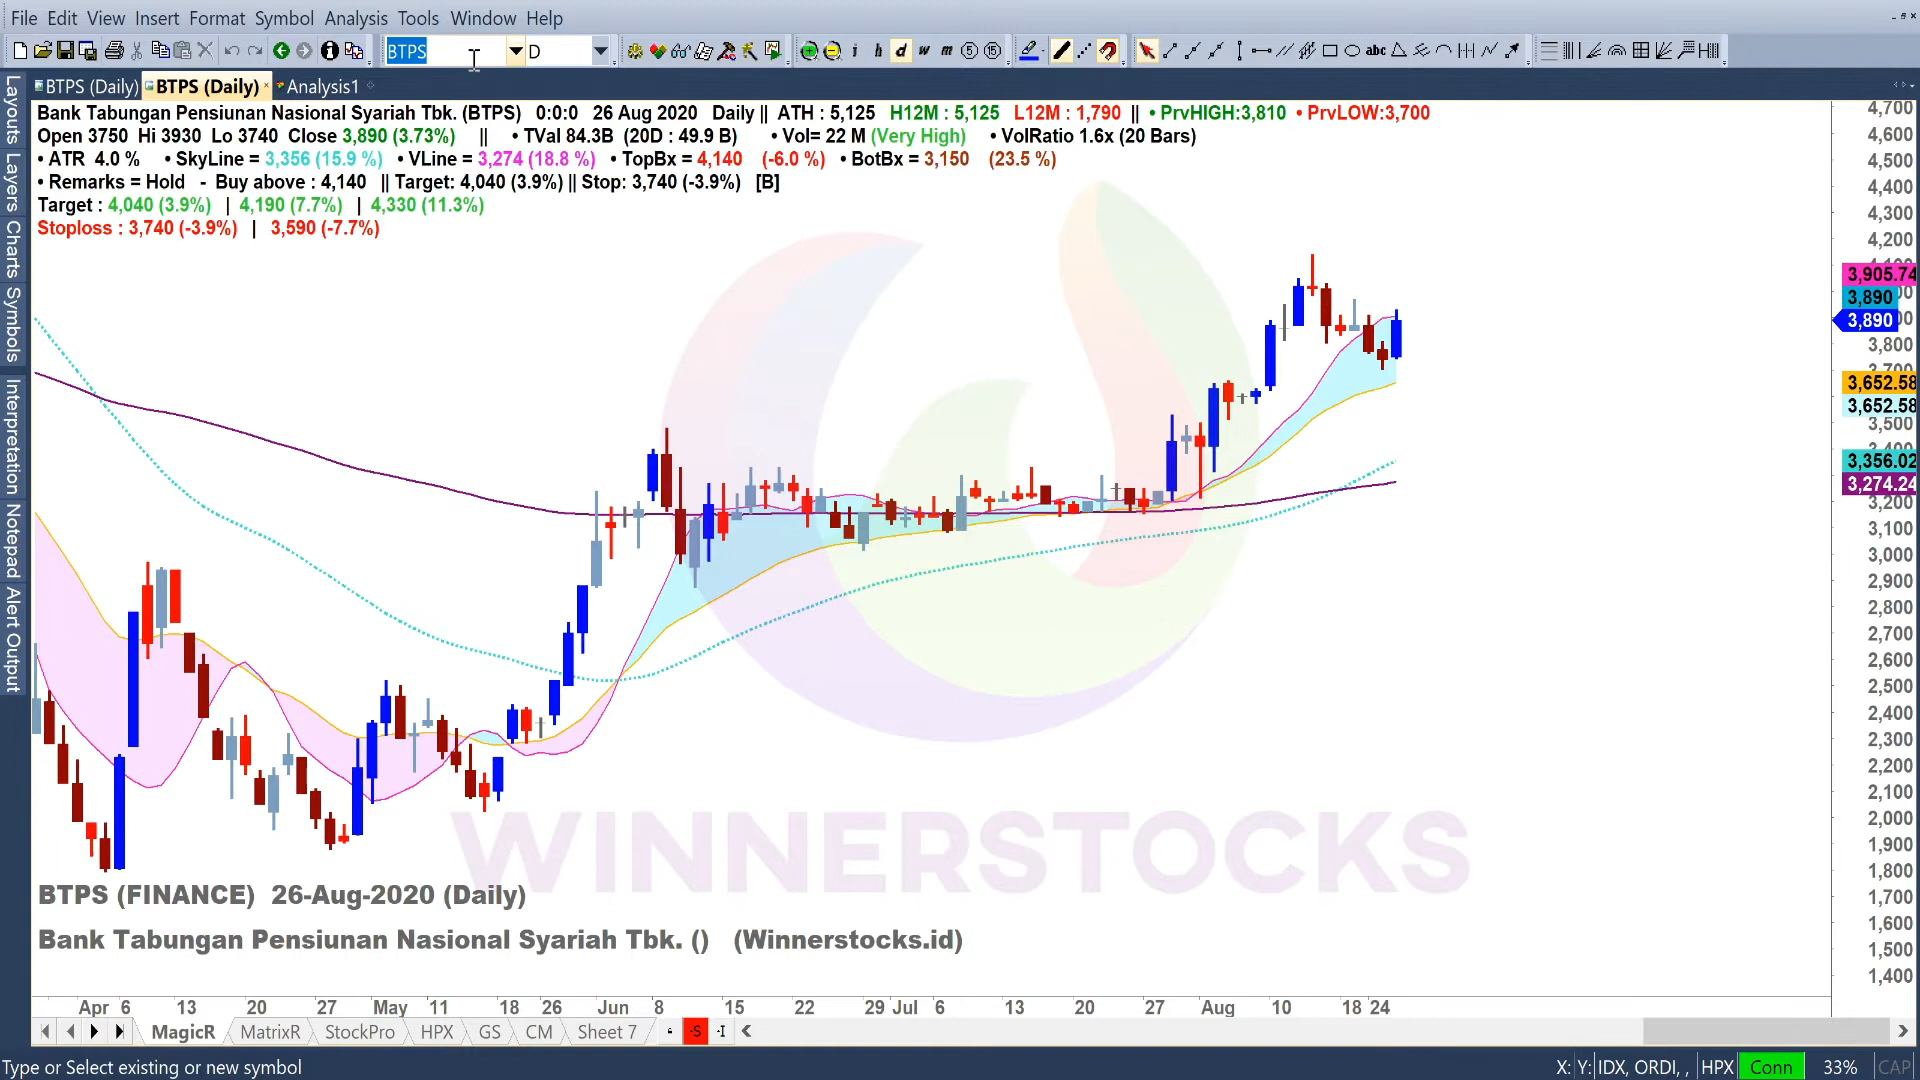 File Edit View Insert Format Symbol Analysis Tools Window Help
BTPS D i h d w m 5 15 abc
BTPS (Daily) BTPS (Daily) Analysis1
Bank Tabungan Pensiunan Nasional Syariah Tbk. (BTPS) 0:0:0 26 Aug 2020 Daily || ATH : 5,125 H12M : 5,125 L12M : 1,790 || • PrvHIGH:3,810 • PrvLOW:3,700
Open 3750 Hi 3930 Lo 3740 Close 3,890 (3.73%) || • TVal 84.3B (20D : 49.9 B) • Vol= 22 M (Very High) • VolRatio 1.6x (20 Bars)
• ATR 4.0 % • SkyLine = 3,356 (15.9 %) • VLine = 3,274 (18.8 %) • TopBx = 4,140 (-6.0 %) • BotBx = 3,150 (23.5 %)
• Remarks = Hold - Buy above : 4,140 || Target: 4,040 (3.9%) || Stop: 3,740 (-3.9%) [B]
Target : 4,040 (3.9%) | 4,190 (7.7%) | 4,330 (11.3%)
Stoploss : 3,740 (-3.9%) | 3,590 (-7.7%)
Layouts
Layers
Charts
Symbols
Interpretation
Notepad
Alert Output
4,700
4,600
4,500
4,400
4,300
4,200
3,905.74
3,890
3,890
3,800
3,652.58
3,652.58
3,500
3,356.02
3,274.24
3,200
3,100
3,000
2,900
2,800
2,700
2,600
2,500
2,400
2,300
2,200
2,100
2,000
1,900
1,800
1,700
1,600
1,500
1,400
WINNERSTOCKS
BTPS (FINANCE) 26-Aug-2020 (Daily)
Bank Tabungan Pensiunan Nasional Syariah Tbk. () (Winnerstocks.id)
Apr 6 13 20 27 May 11 18 26 Jun 8 15 22 29 Jul 6 13 20 27 Aug 10 18 24
MagicR MatrixR StockPro HPX GS CM Sheet 7 -S -I
Type or Select existing or new symbol X: Y: IDX, ORDI, , HPX Conn 33% CAP